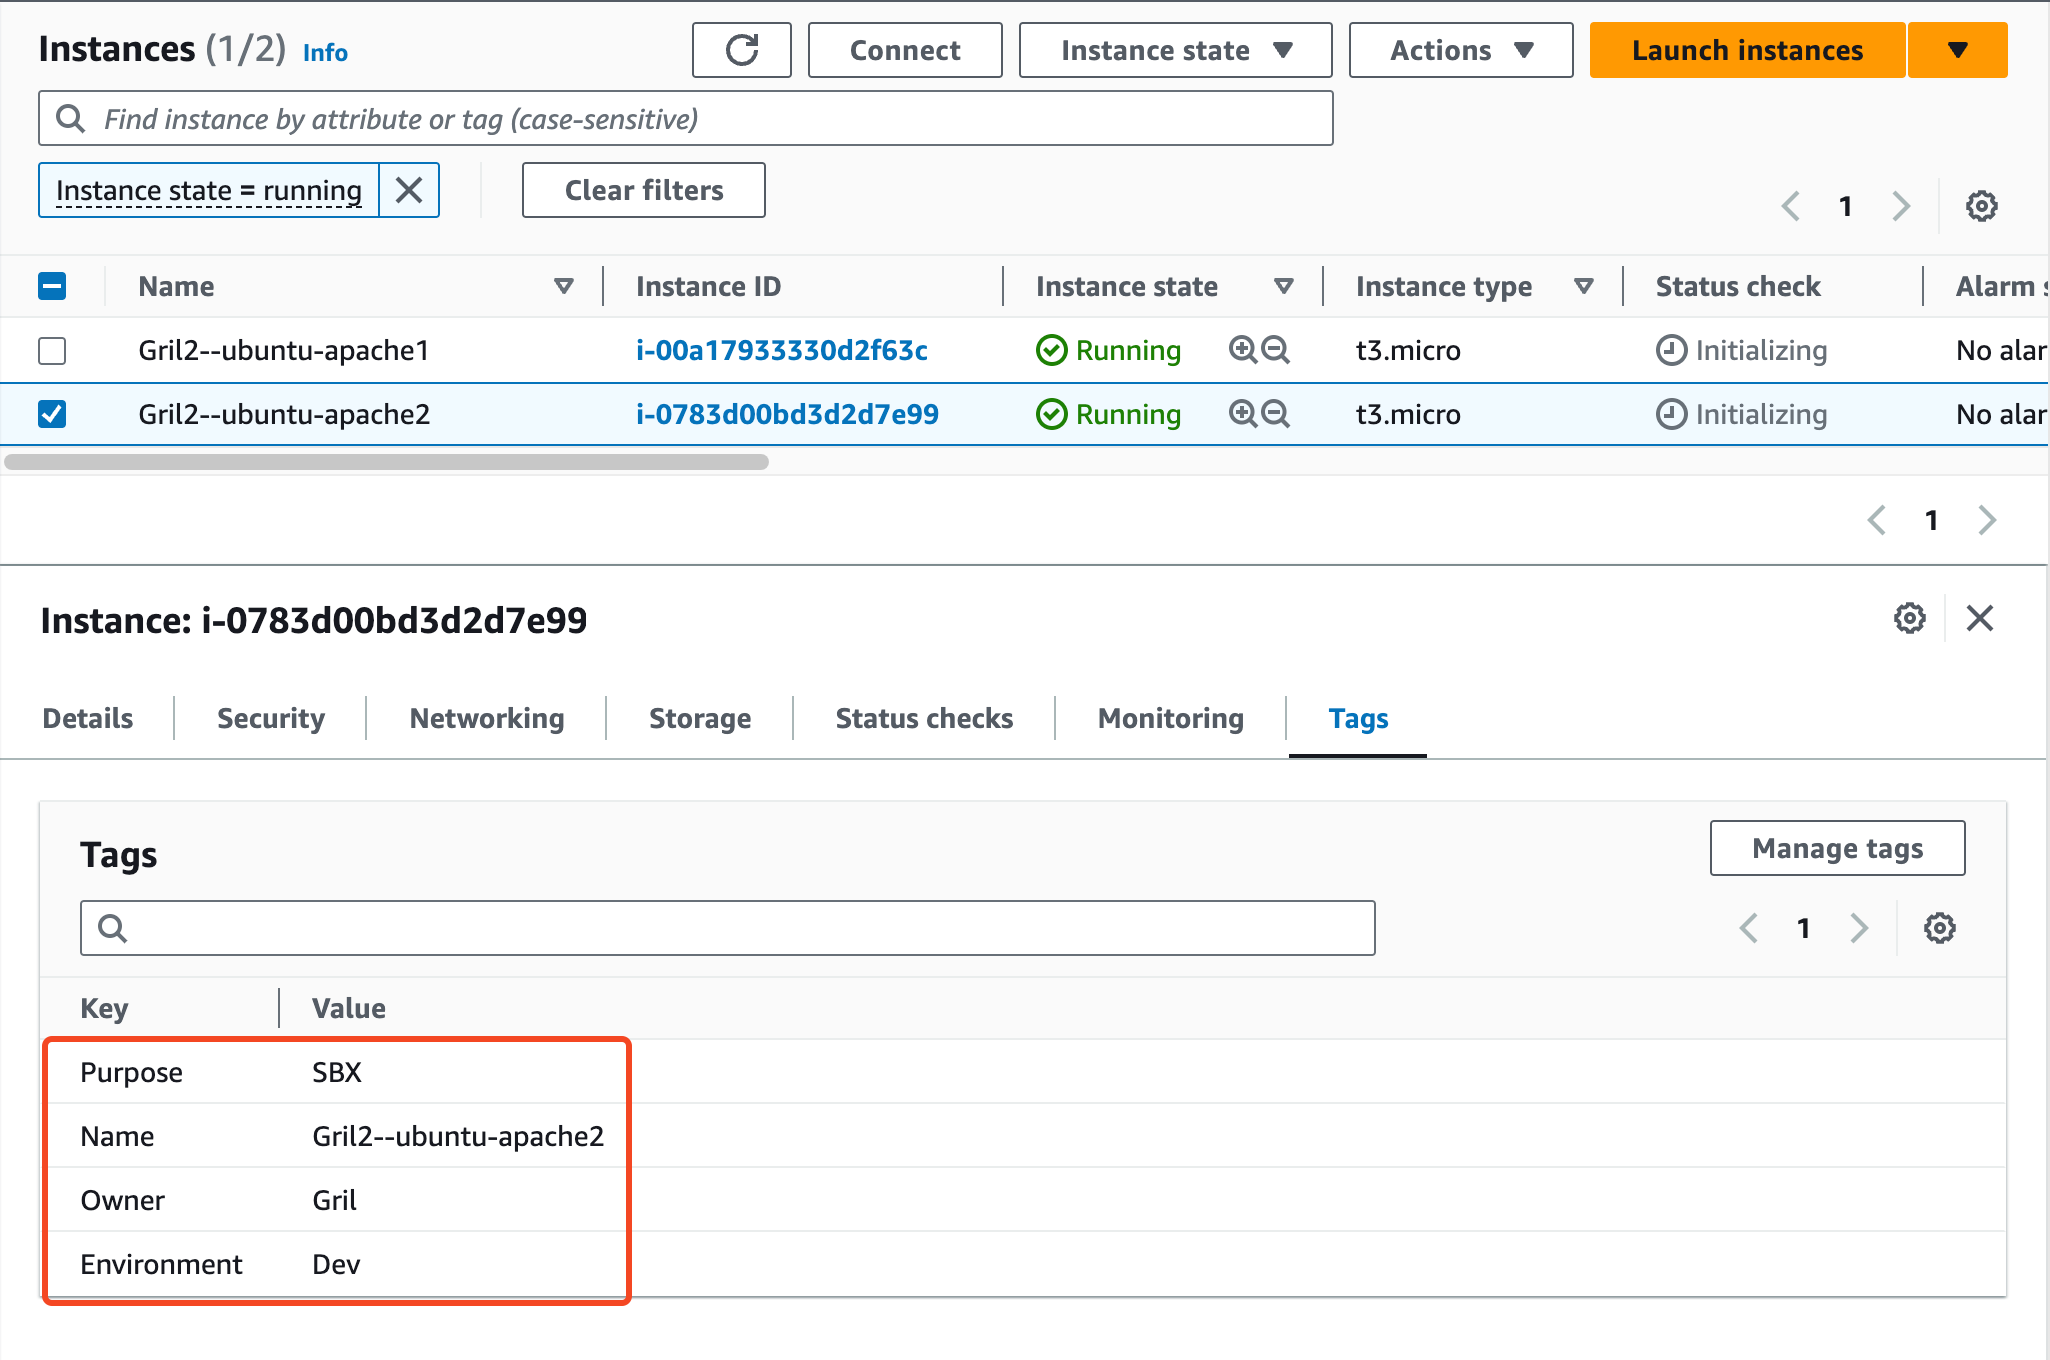 Instances (1/2) Info Connect Instance state Actions Launch instances
Find instance by attribute or tag (case-sensitive)
Instance state = running Clear filters
1
Name Instance ID Instance state Instance type Status check Alarm s
Gril2--ubuntu-apache1 i-00a17933330d2f63c Running t3.micro Initializing No alar
Gril2--ubuntu-apache2 i-0783d00bd3d2d7e99 Running t3.micro Initializing No alar
1
Instance: i-0783d00bd3d2d7e99
Details Security Networking Storage Status checks Monitoring Tags
Tags Manage tags
1
Key Value
Purpose SBX
Name Gril2--ubuntu-apache2
Owner Gril
Environment Dev